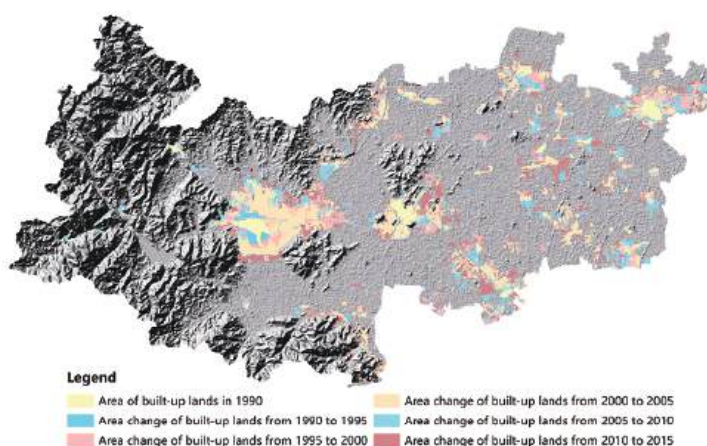 Legend
Area of built-up lands in 1990
Area change of built-up lands from 1990 to 1995
Area change of built-up lands from 1995 to 2000
Area change of built-up lands from 2000 to 2005
Area change of built-up lands from 2005 to 2010
Area change of built-up lands from 2010 to 2015